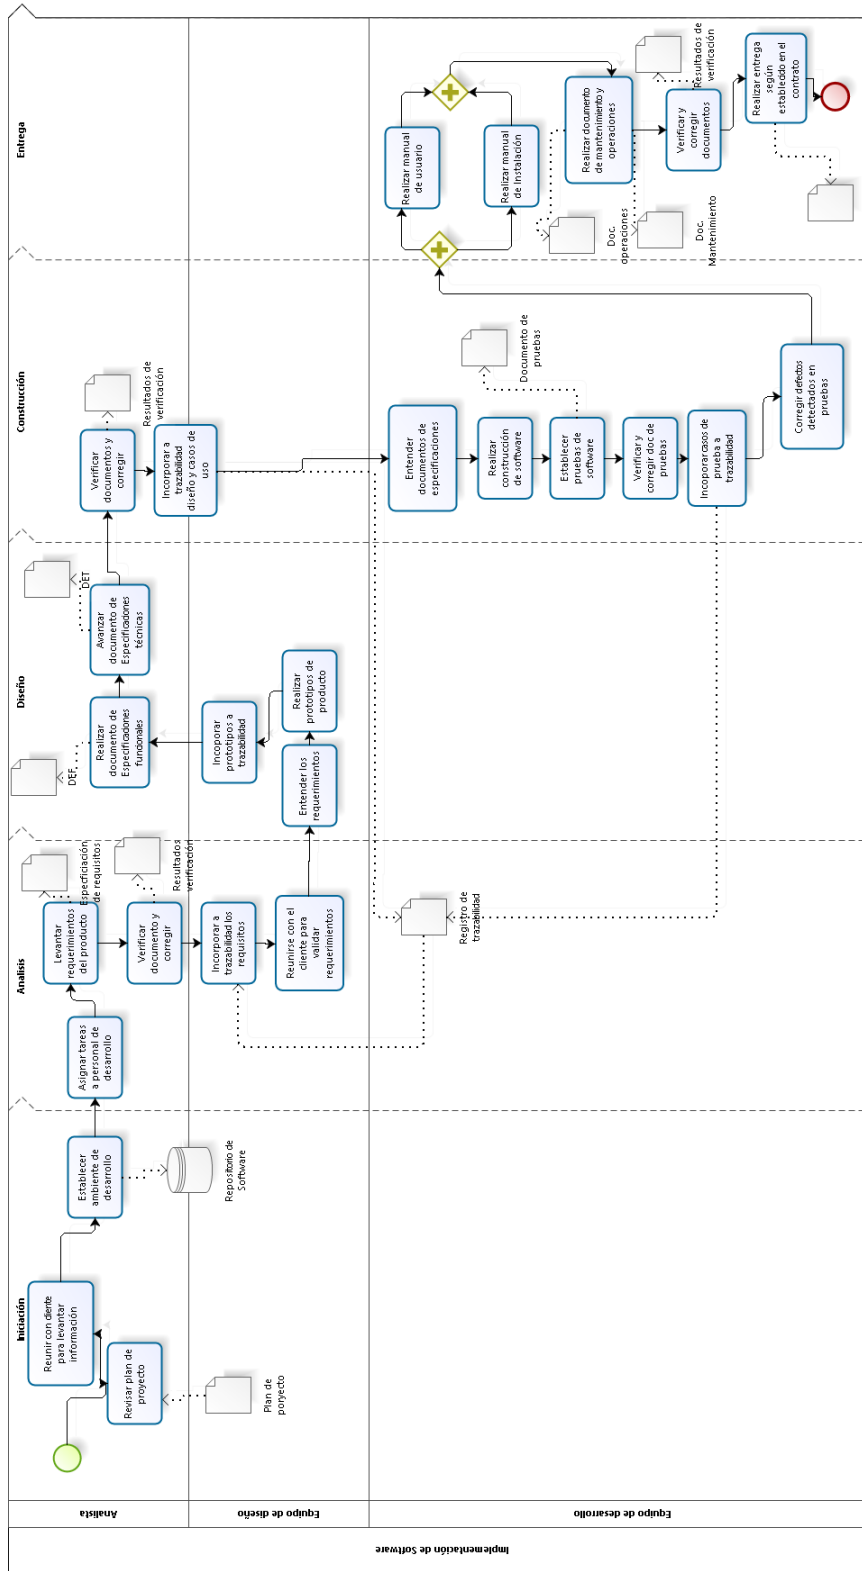 Implementación de Software
Analista
Equipo de diseño
Equipo de desarrollo
Iniciación
Analisis
Diseño
Construcción
Entrega
Revisar plan de
proyecto
Plan de
poryecto
Reunir con cliente
para levantar
información
Establecer
ambiente de
desarrollo
Repositorio de
Software
Asignar tareas
a personal de
desarrollo
Levantar
requerimientos
del producto
Especficiación
de requisitos
Verificar
documento y
corregir
Resultados
verificación
Incorporar a
trazabilidad los
requisitos
Reunirse con el
cliente para
validar
requerimientos
Registro de
trazabilidad
Entender los
requerimientos
Realizar
prototipos de
producto
Incoporar
prototipos a
trazabilidad
Realizar
documento de
Especificaciones
funcionales
DEF
Avanzar
documento de
Especificaciones
técnicas
DET
Verificar
documentos y
corregir
Resultados de
verificación
Incorporar a
trazabilidad
diseño y casos de
uso
Entender
documentos de
especificaciones
Realizar
construcción
de software
Establecer
pruebas de
software
Documento de
pruebas
Verificar y
corregir doc de
pruebas
Incoporar casos de
prueba a
trazabilidad
Corregir defectos
detectados en
pruebas
Realizar manual
de usuario
Realizar manual
de Instalación
Realizar documento
de mantenimiento y
operaciones
Doc.
operaciones
Doc.
Mantenimiento
Verificar y
corregir
documentos
Resultados de
verificación
Realizar entrega
según
establecido en el
contrato